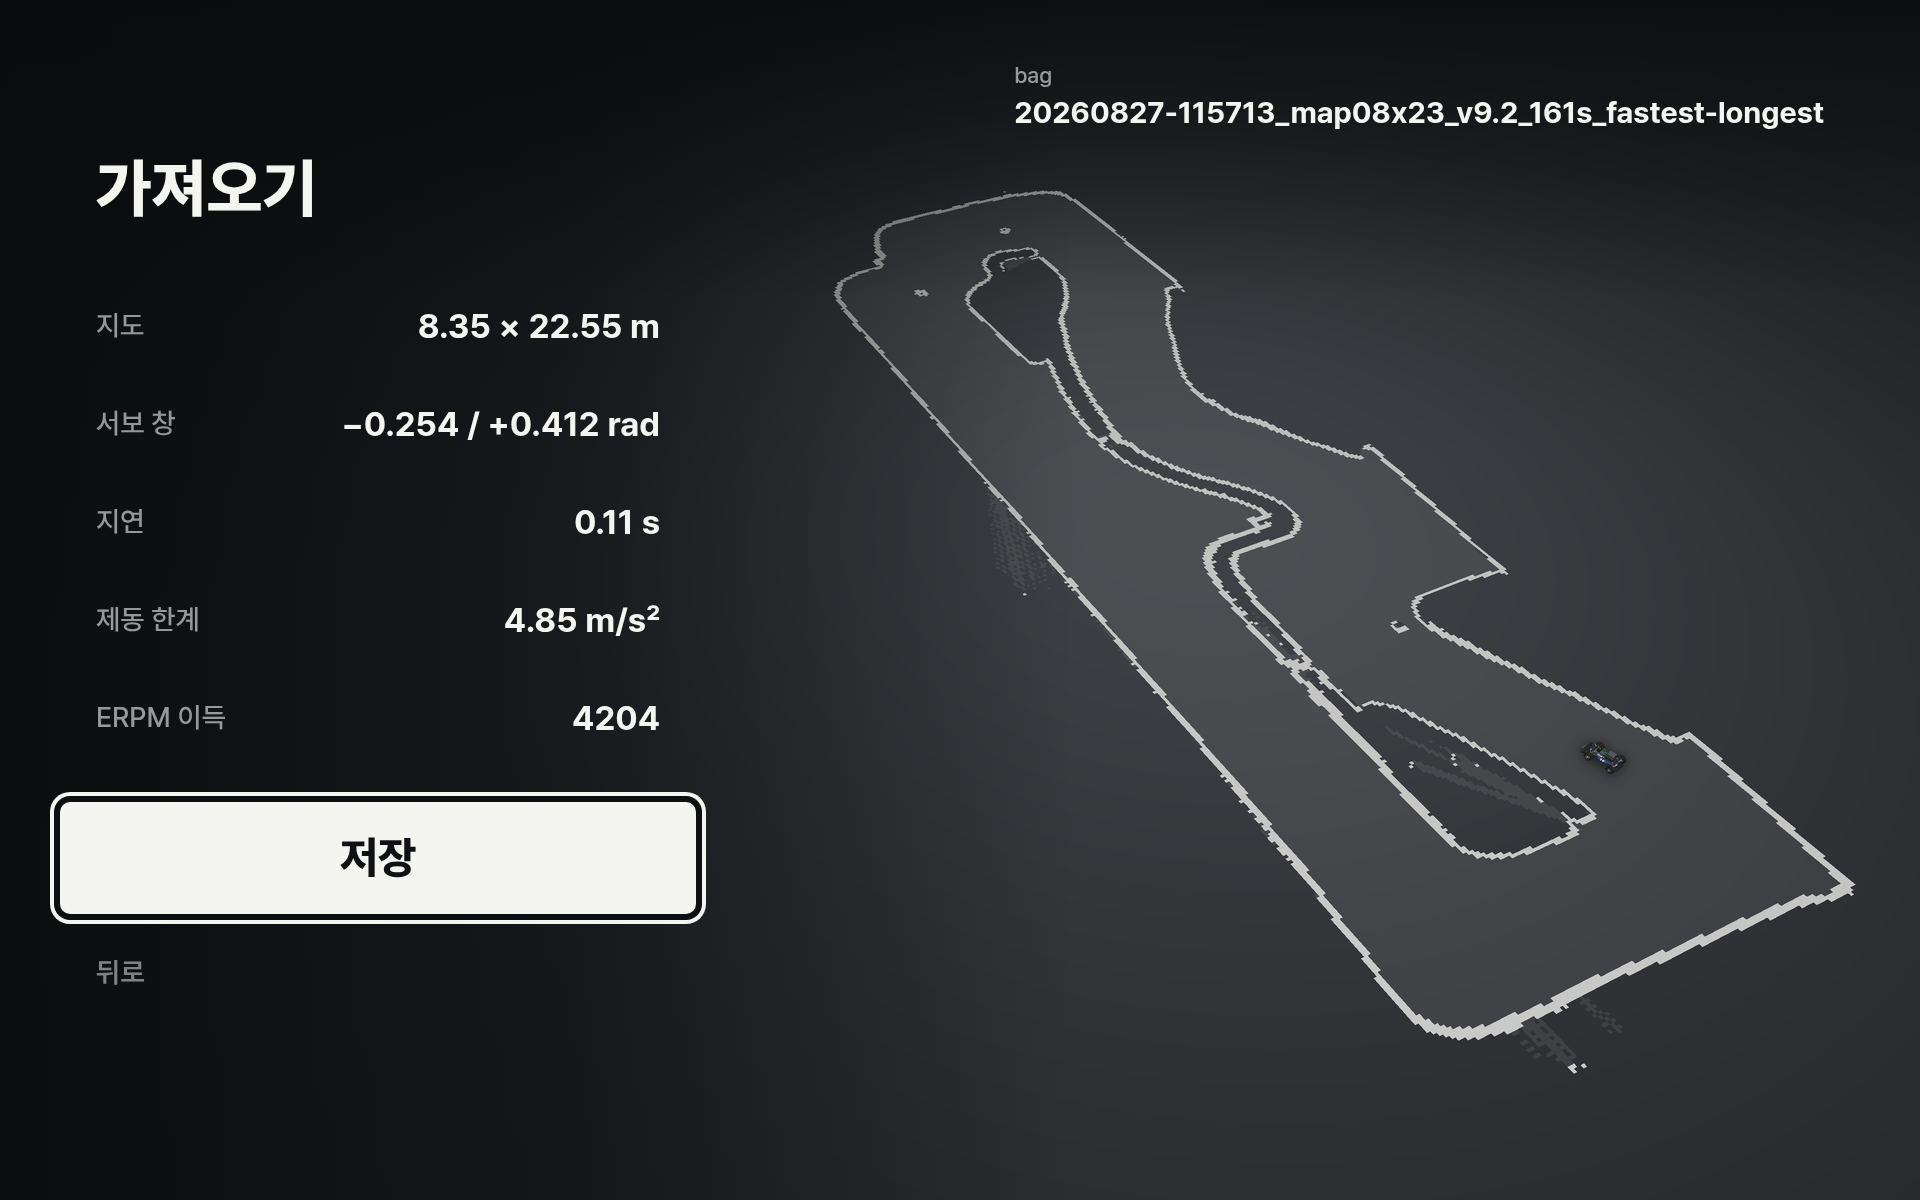 bag
20260827-115713_map08x23_v9.2_161s_fastest-longest
가져오기
지도 8.35 × 22.55 m
서보 창 −0.254 / +0.412 rad
지연 0.11 s
제동 한계 4.85 m/s²
ERPM 이득 4204
저장
뒤로